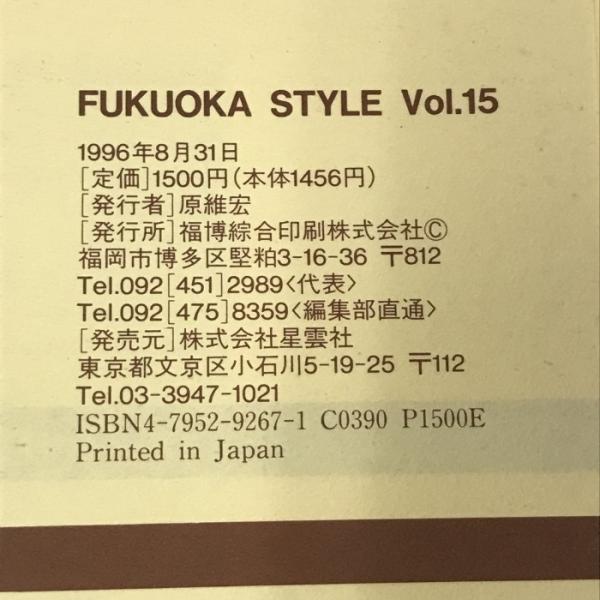 FUKUOKA STYLE Vol.15
1996年8月31日
[定価]1500円(本体1456円)
[発行者]原維宏
[発行所]福博綜合印刷株式会社Ⓒ
福岡市博多区堅粕3-16-36 〒812
Tel.092[451]2989<代表>
Tel.092[475]8359<編集部直通>
[発売元]株式会社星雲社
東京都文京区小石川5-19-25 〒112
Tel.03-3947-1021
ISBN4-7952-9267-1 C0390 P1500E
Printed in Japan